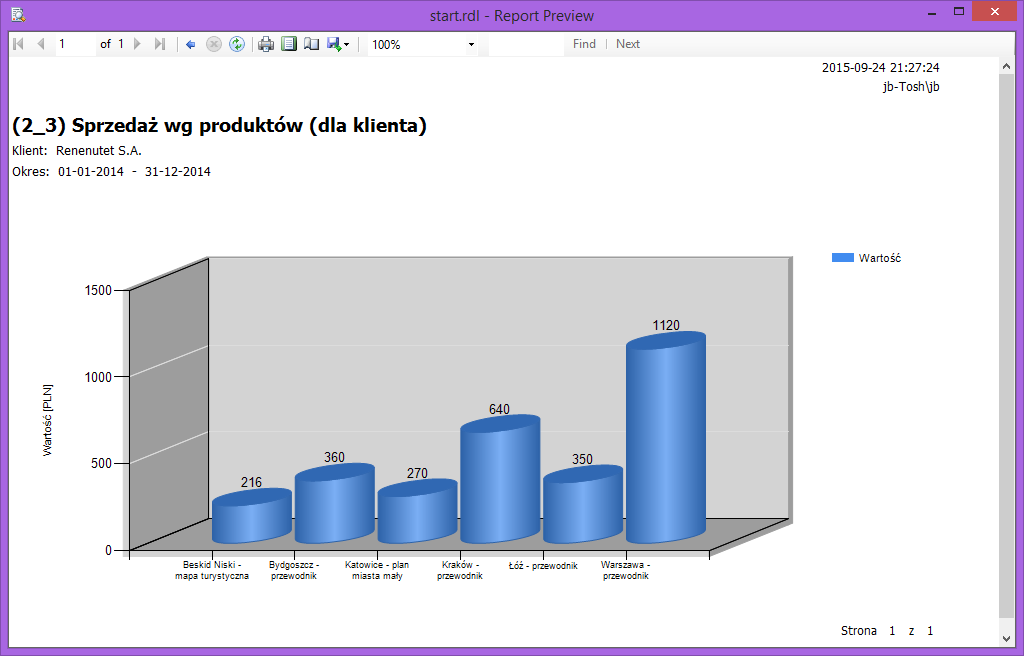 start.rdl - Report Preview
1 of 1 100% Find Next
2015-09-24 21:27:24
jb-Tosh\jb
(2_3) Sprzedaż wg produktów (dla klienta)
Klient: Renenutet S.A.
Okres: 01-01-2014 - 31-12-2014
Wartość
1500
1000
500
0
Wartość [PLN]
216
360
270
640
350
1120
Beskid Niski -
mapa turystyczna
Bydgoszcz -
przewodnik
Katowice - plan
miasta mały
Kraków -
przewodnik
Łóź - przewodnik
Warszawa -
przewodnik
Strona 1 z 1